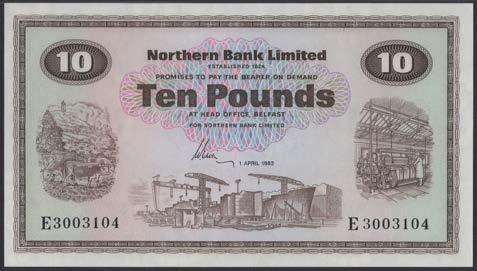 10
10
Northern Bank Limited
ESTABLISHED 1824
PROMISES TO PAY THE BEARER ON DEMAND
Ten Pounds
AT HEAD OFFICE, BELFAST
FOR NORTHERN BANK LIMITED
1 APRIL 1982
E3003104
E3003104